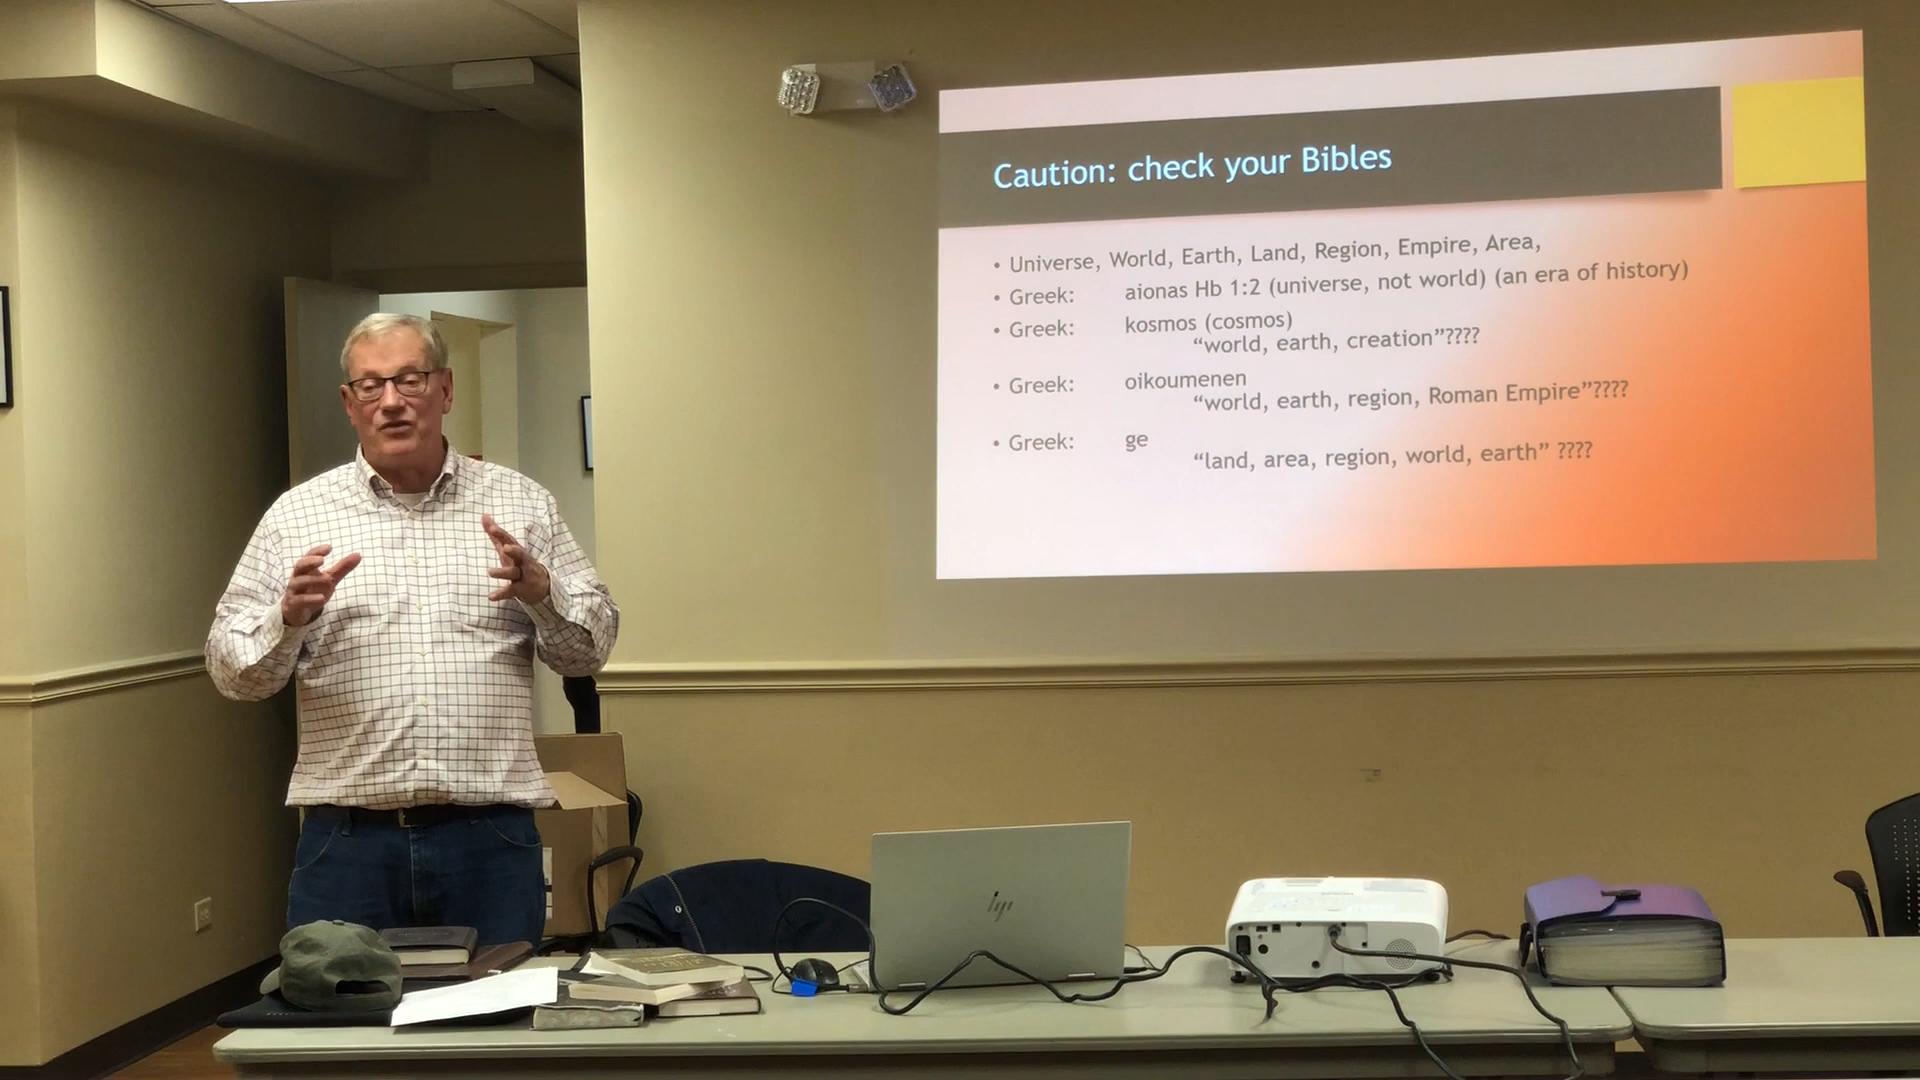 Caution: check your Bibles
• Universe, World, Earth, Land, Region, Empire, Area,
• Greek: aionas Hb 1:2 (universe, not world) (an era of history)
• Greek: kosmos (cosmos)
“world, earth, creation”????
• Greek: oikoumenen
“world, earth, region, Roman Empire”????
• Greek: ge
“land, area, region, world, earth” ????
hp